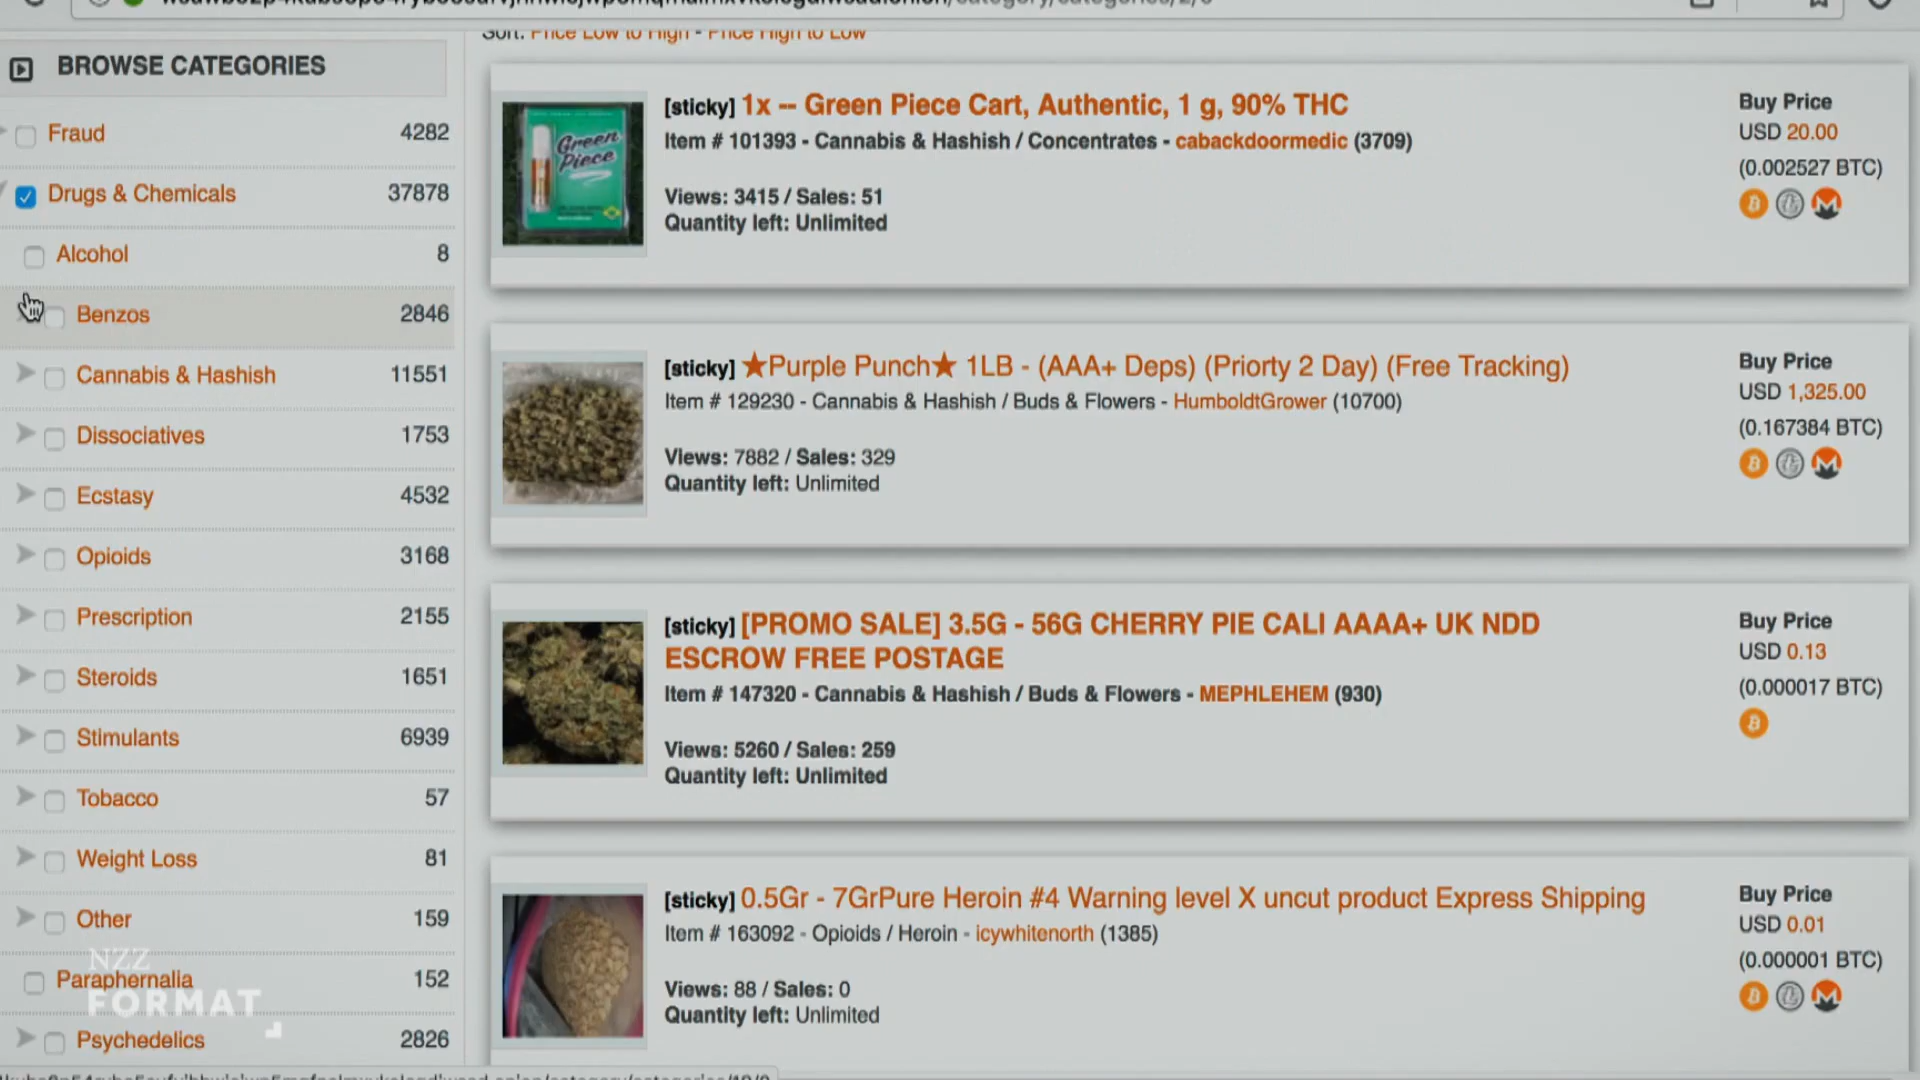 Sort: Price Low to High - Price High to Low
BROWSE CATEGORIES
Fraud 4282
Drugs & Chemicals 37878
Alcohol 8
Benzos 2846
Cannabis & Hashish 11551
Dissociatives 1753
Ecstasy 4532
Opioids 3168
Prescription 2155
Steroids 1651
Stimulants 6939
Tobacco 57
Weight Loss 81
Other 159
Paraphernalia 152
Psychedelics 2826
NZZ
FORMAT
Green
Piece
[sticky] 1x -- Green Piece Cart, Authentic, 1 g, 90% THC
Item # 101393 - Cannabis & Hashish / Concentrates - cabackdoormedic (3709)
Views: 3415 / Sales: 51
Quantity left: Unlimited
Buy Price
USD 20.00
(0.002527 BTC)
[sticky] ★Purple Punch★ 1LB - (AAA+ Deps) (Priorty 2 Day) (Free Tracking)
Item # 129230 - Cannabis & Hashish / Buds & Flowers - HumboldtGrower (10700)
Views: 7882 / Sales: 329
Quantity left: Unlimited
Buy Price
USD 1,325.00
(0.167384 BTC)
[sticky] [PROMO SALE] 3.5G - 56G CHERRY PIE CALI AAAA+ UK NDD
ESCROW FREE POSTAGE
Item # 147320 - Cannabis & Hashish / Buds & Flowers - MEPHLEHEM (930)
Views: 5260 / Sales: 259
Quantity left: Unlimited
Buy Price
USD 0.13
(0.000017 BTC)
[sticky] 0.5Gr - 7GrPure Heroin #4 Warning level X uncut product Express Shipping
Item # 163092 - Opioids / Heroin - icywhitenorth (1385)
Views: 88 / Sales: 0
Quantity left: Unlimited
Buy Price
USD 0.01
(0.000001 BTC)